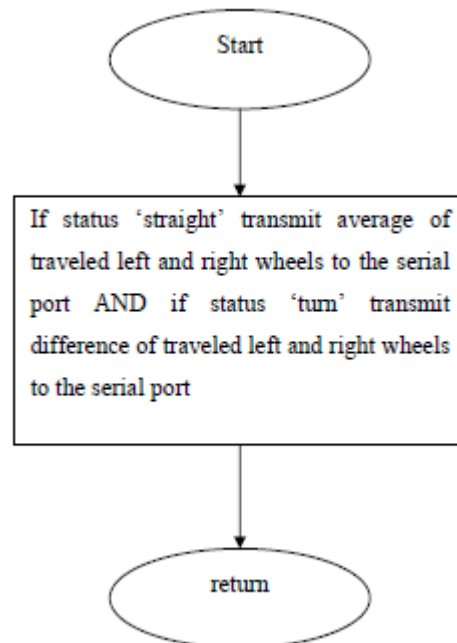 Start
If status ‘straight’ transmit average of
traveled left and right wheels to the serial
port AND if status ‘turn’ transmit
difference of traveled left and right wheels
to the serial port
return